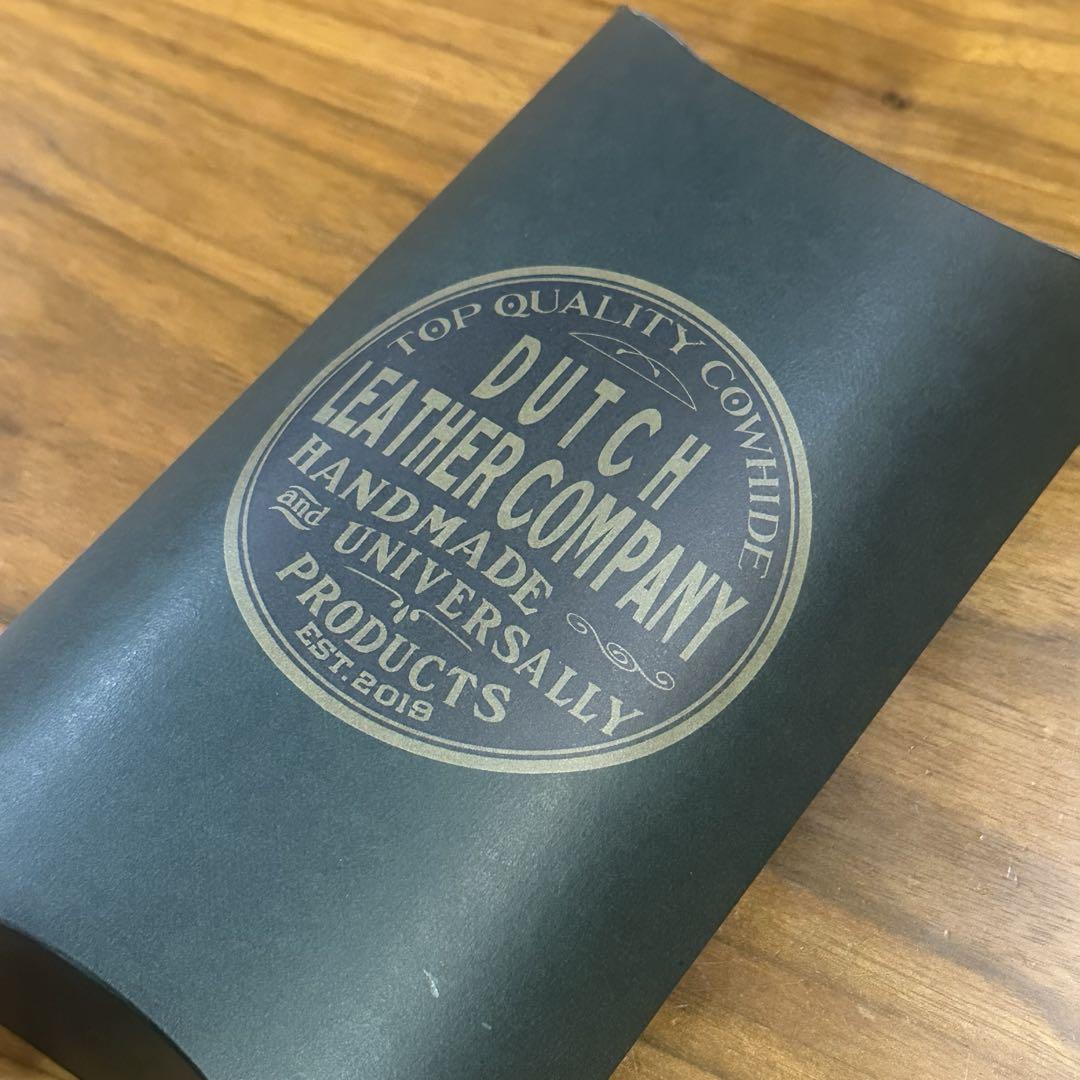 TOP QUALITY COWHIDE
DUTCH
LEATHER COMPANY
HANDMADE
and UNIVERSALLY
PRODUCTS
EST.2019